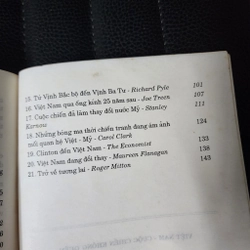 15. Từ Vịnh Bắc bộ đến Vịnh Ba Tư - Richard Pyle 101
16. Việt Nam qua ống kính 25 năm sau - Joe Treen 107
17. Cuộc chiến đã làm thay đổi nước Mỹ - Stanley 111
Karnow
18. Những bóng ma thời chiến tranh đang ám ảnh
mối quan hệ Việt - Mỹ - Carol Clark 124
19. Clinton đến Việt Nam - The Economist 133
20. Việt Nam đang đổi thay - Maureen Flanagan 138
21. Trở về tương lai - Roger Mitton 143